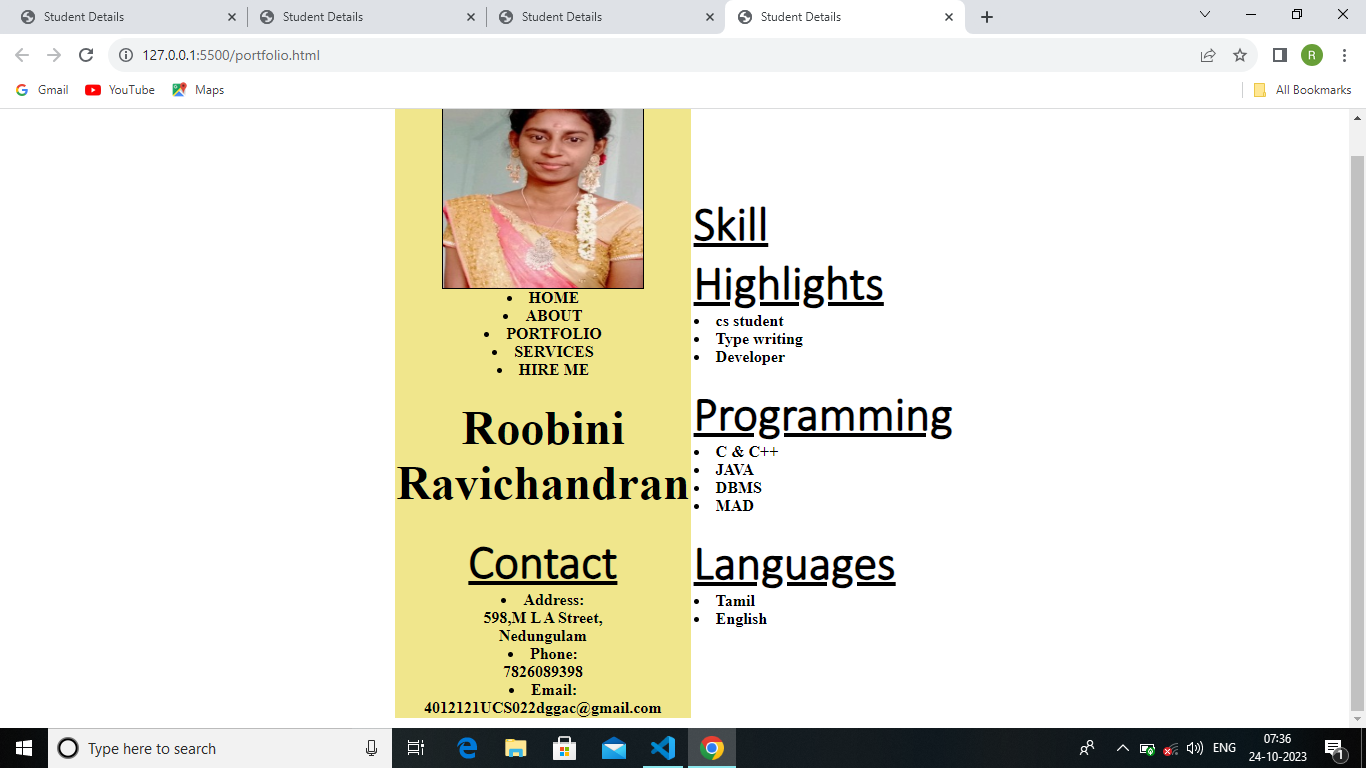 Student Details
Student Details
Student Details
Student Details
127.0.0.1:5500/portfolio.html
R
Gmail
YouTube
Maps
All Bookmarks
HOME
ABOUT
PORTFOLIO
SERVICES
HIRE ME
Roobini
Ravichandran
Contact
Address:
598,M L A Street,
Nedungulam
Phone:
7826089398
Email:
4012121UCS022dggac@gmail.com
Skill
Highlights
cs student
Type writing
Developer
Programming
C & C++
JAVA
DBMS
MAD
Languages
Tamil
English
Type here to search
ENG
07:36
24-10-2023
1